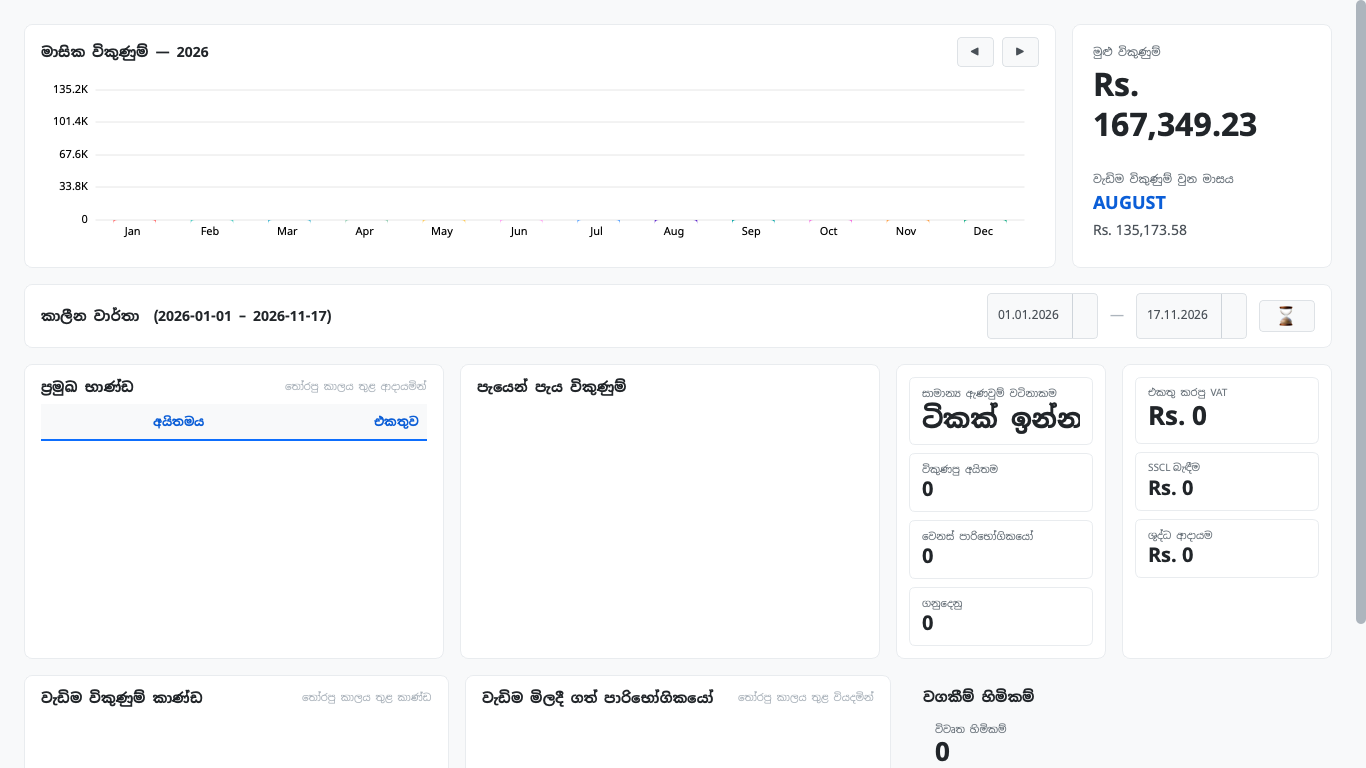 මාසික විකුණුම් — 2026
◄
►
135.2K
101.4K
67.6K
33.8K
0
Jan Feb Mar Apr May Jun Jul Aug Sep Oct Nov Dec
මුළු විකුණුම්
Rs.
167,349.23
වැඩිම විකුණුම් වුන මාසය
AUGUST
Rs. 135,173.58
කාලීන වාර්තා (2026-01-01 – 2026-11-17)
01.01.2026 — 17.11.2026 ⏳
ප්‍රමුඛ භාණ්ඩ
තෝරපු කාලය තුළ ආදායමින්
අයිතමය එකතුව
පැයෙන් පැය විකුණුම්
සාමාන්‍ය ඇණවුම් වටිනාකම
ටිකක් ඉන්න
විකුණපු අයිතම
0
වෙනස් පාරිභෝගිකයෝ
0
ගනුදෙනු
0
එකතු කරපු VAT
Rs. 0
SSCL බැඳීම
Rs. 0
ශුද්ධ ආදායම
Rs. 0
වැඩිම විකුණුම් කාණ්ඩ
තෝරපු කාලය තුළ කාණ්ඩ
වැඩිම මිලදී ගත් පාරිභෝගිකයෝ
තෝරපු කාලය තුළ වියදමින්
වගකීම් හිමිකම්
විවෘත හිමිකම්
0